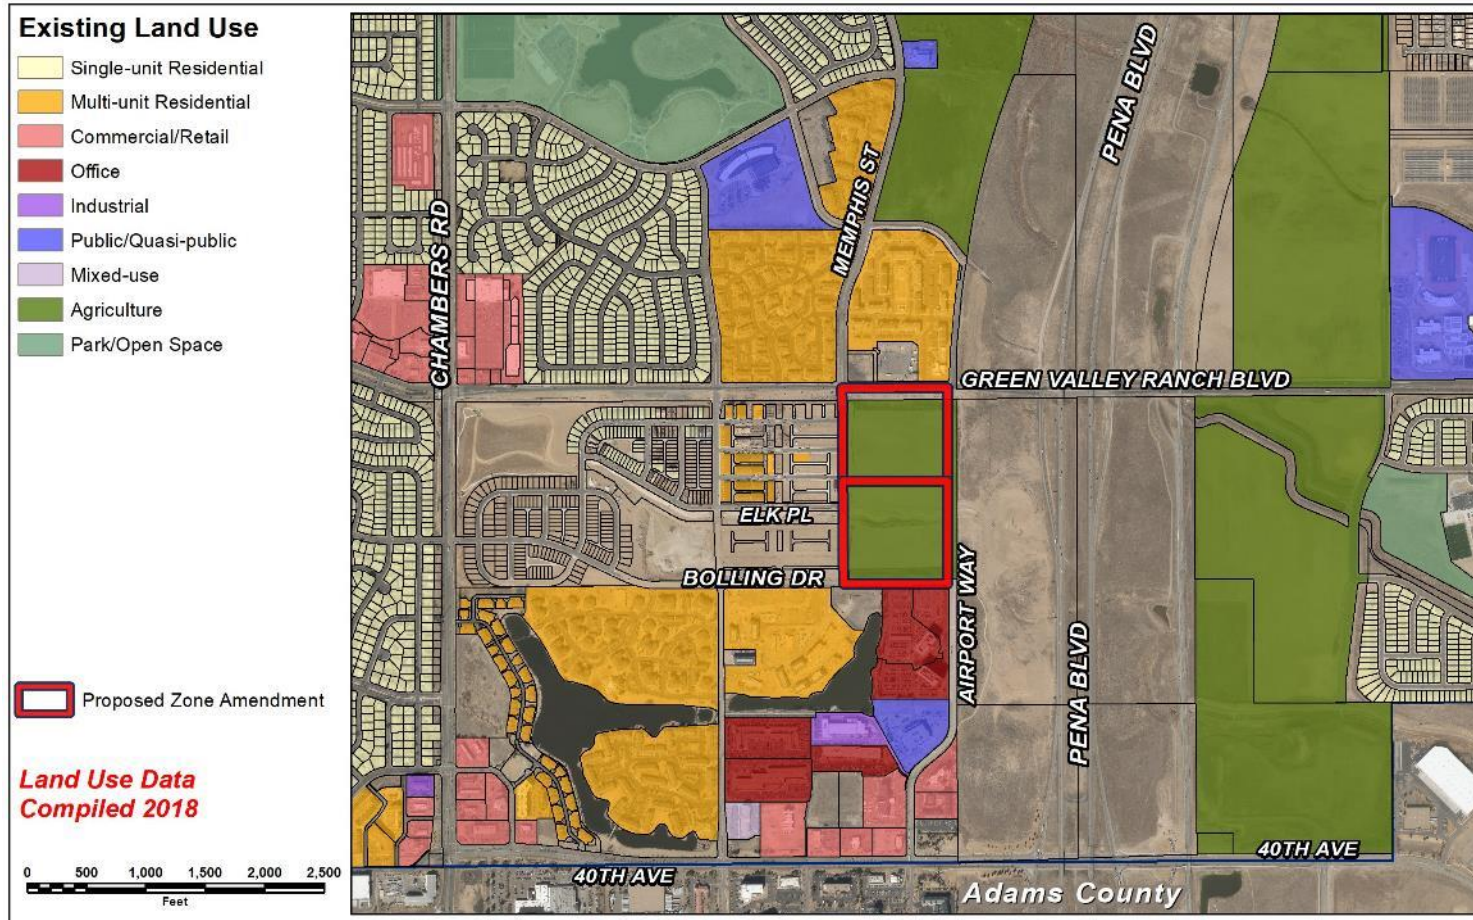 Existing Land Use
Single-unit Residential
Multi-unit Residential
Commercial/Retail
Office
Industrial
Public/Quasi-public
Mixed-use
Agriculture
Park/Open Space
Proposed Zone Amendment
Land Use Data
Compiled 2018
0 500 1,000 1,500 2,000 2,500
Feet
PENA BLVD
MEMPHIS ST
CHAMBERS RD
GREEN VALLEY RANCH BLVD
ELK PL
BOLLING DR
AIRPORT WAY
PENA BLVD
40TH AVE
40TH AVE
Adams County